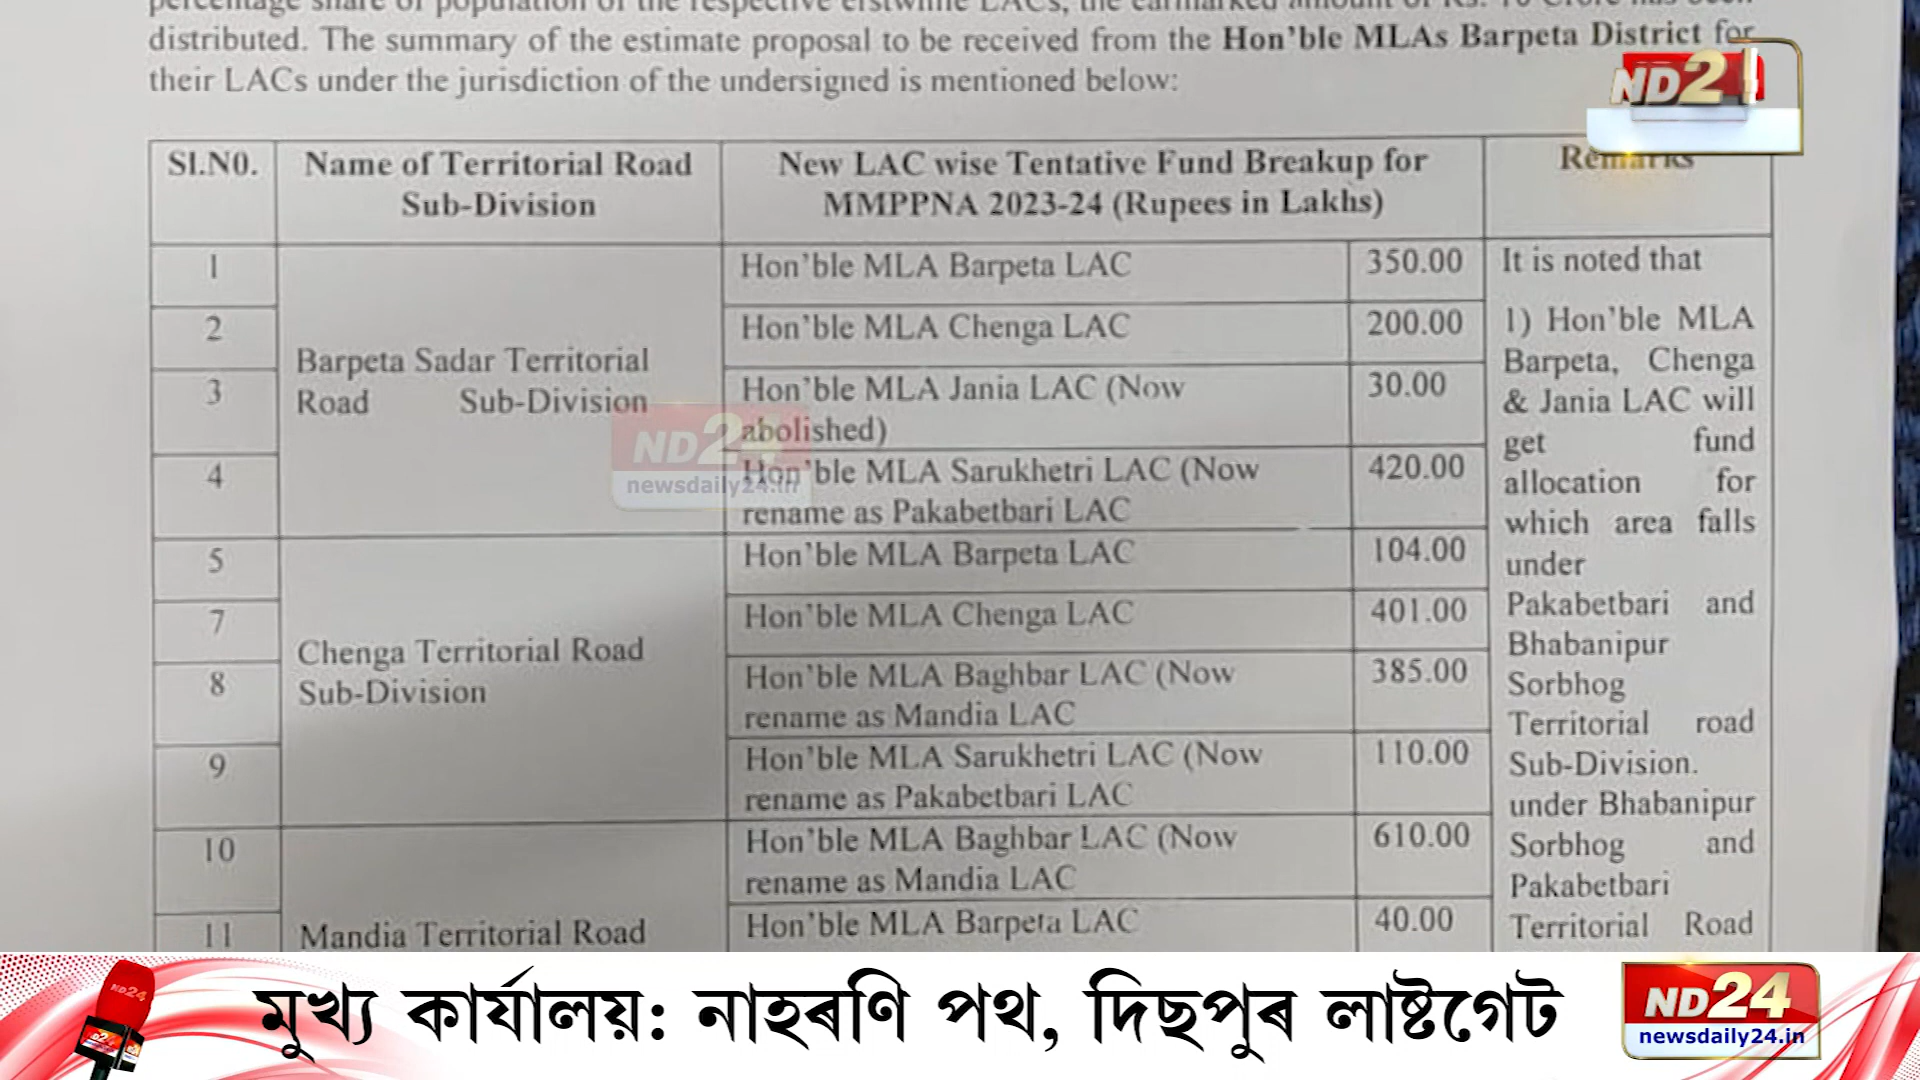 distributed. The summary of the estimate proposal to be received from the Hon'ble MLAs Barpeta District for
their LACs under the jurisdiction of the undersigned is mentioned below:
Sl.N0.
Name of Territorial Road
Sub-Division
New LAC wise Tentative Fund Breakup for
MMPPNA 2023-24 (Rupees in Lakhs)
Remarks
1
Barpeta Sadar Territorial
Road Sub-Division
Hon'ble MLA Barpeta LAC
350.00
2
Hon'ble MLA Chenga LAC
200.00
3
Hon'ble MLA Jania LAC (Now
abolished)
30.00
4
Hon'ble MLA Sarukhetri LAC (Now
rename as Pakabetbari LAC
420.00
5
Chenga Territorial Road
Sub-Division
Hon'ble MLA Barpeta LAC
104.00
7
Hon'ble MLA Chenga LAC
401.00
8
Hon'ble MLA Baghbar LAC (Now
rename as Mandia LAC
385.00
9
Hon'ble MLA Sarukhetri LAC (Now
rename as Pakabetbari LAC
110.00
10
Hon'ble MLA Baghbar LAC (Now
rename as Mandia LAC
610.00
11
Mandia Territorial Road
Hon'ble MLA Barpeta LAC
40.00
It is noted that
1) Hon'ble MLA
Barpeta, Chenga
& Jania LAC will
get fund
allocation for
which area falls
under
Pakabetbari and
Bhabanipur
Sorbhog
Territorial road
Sub-Division.
under Bhabanipur
Sorbhog and
Pakabetbari
Territorial Road
ND24
ND24
newsdaily24.in
ND24
ND24
মুখ্য কাৰ্যালয়: নাহৰণি পথ, দিছপুৰ লাষ্টগেট
ND24
newsdaily24.in